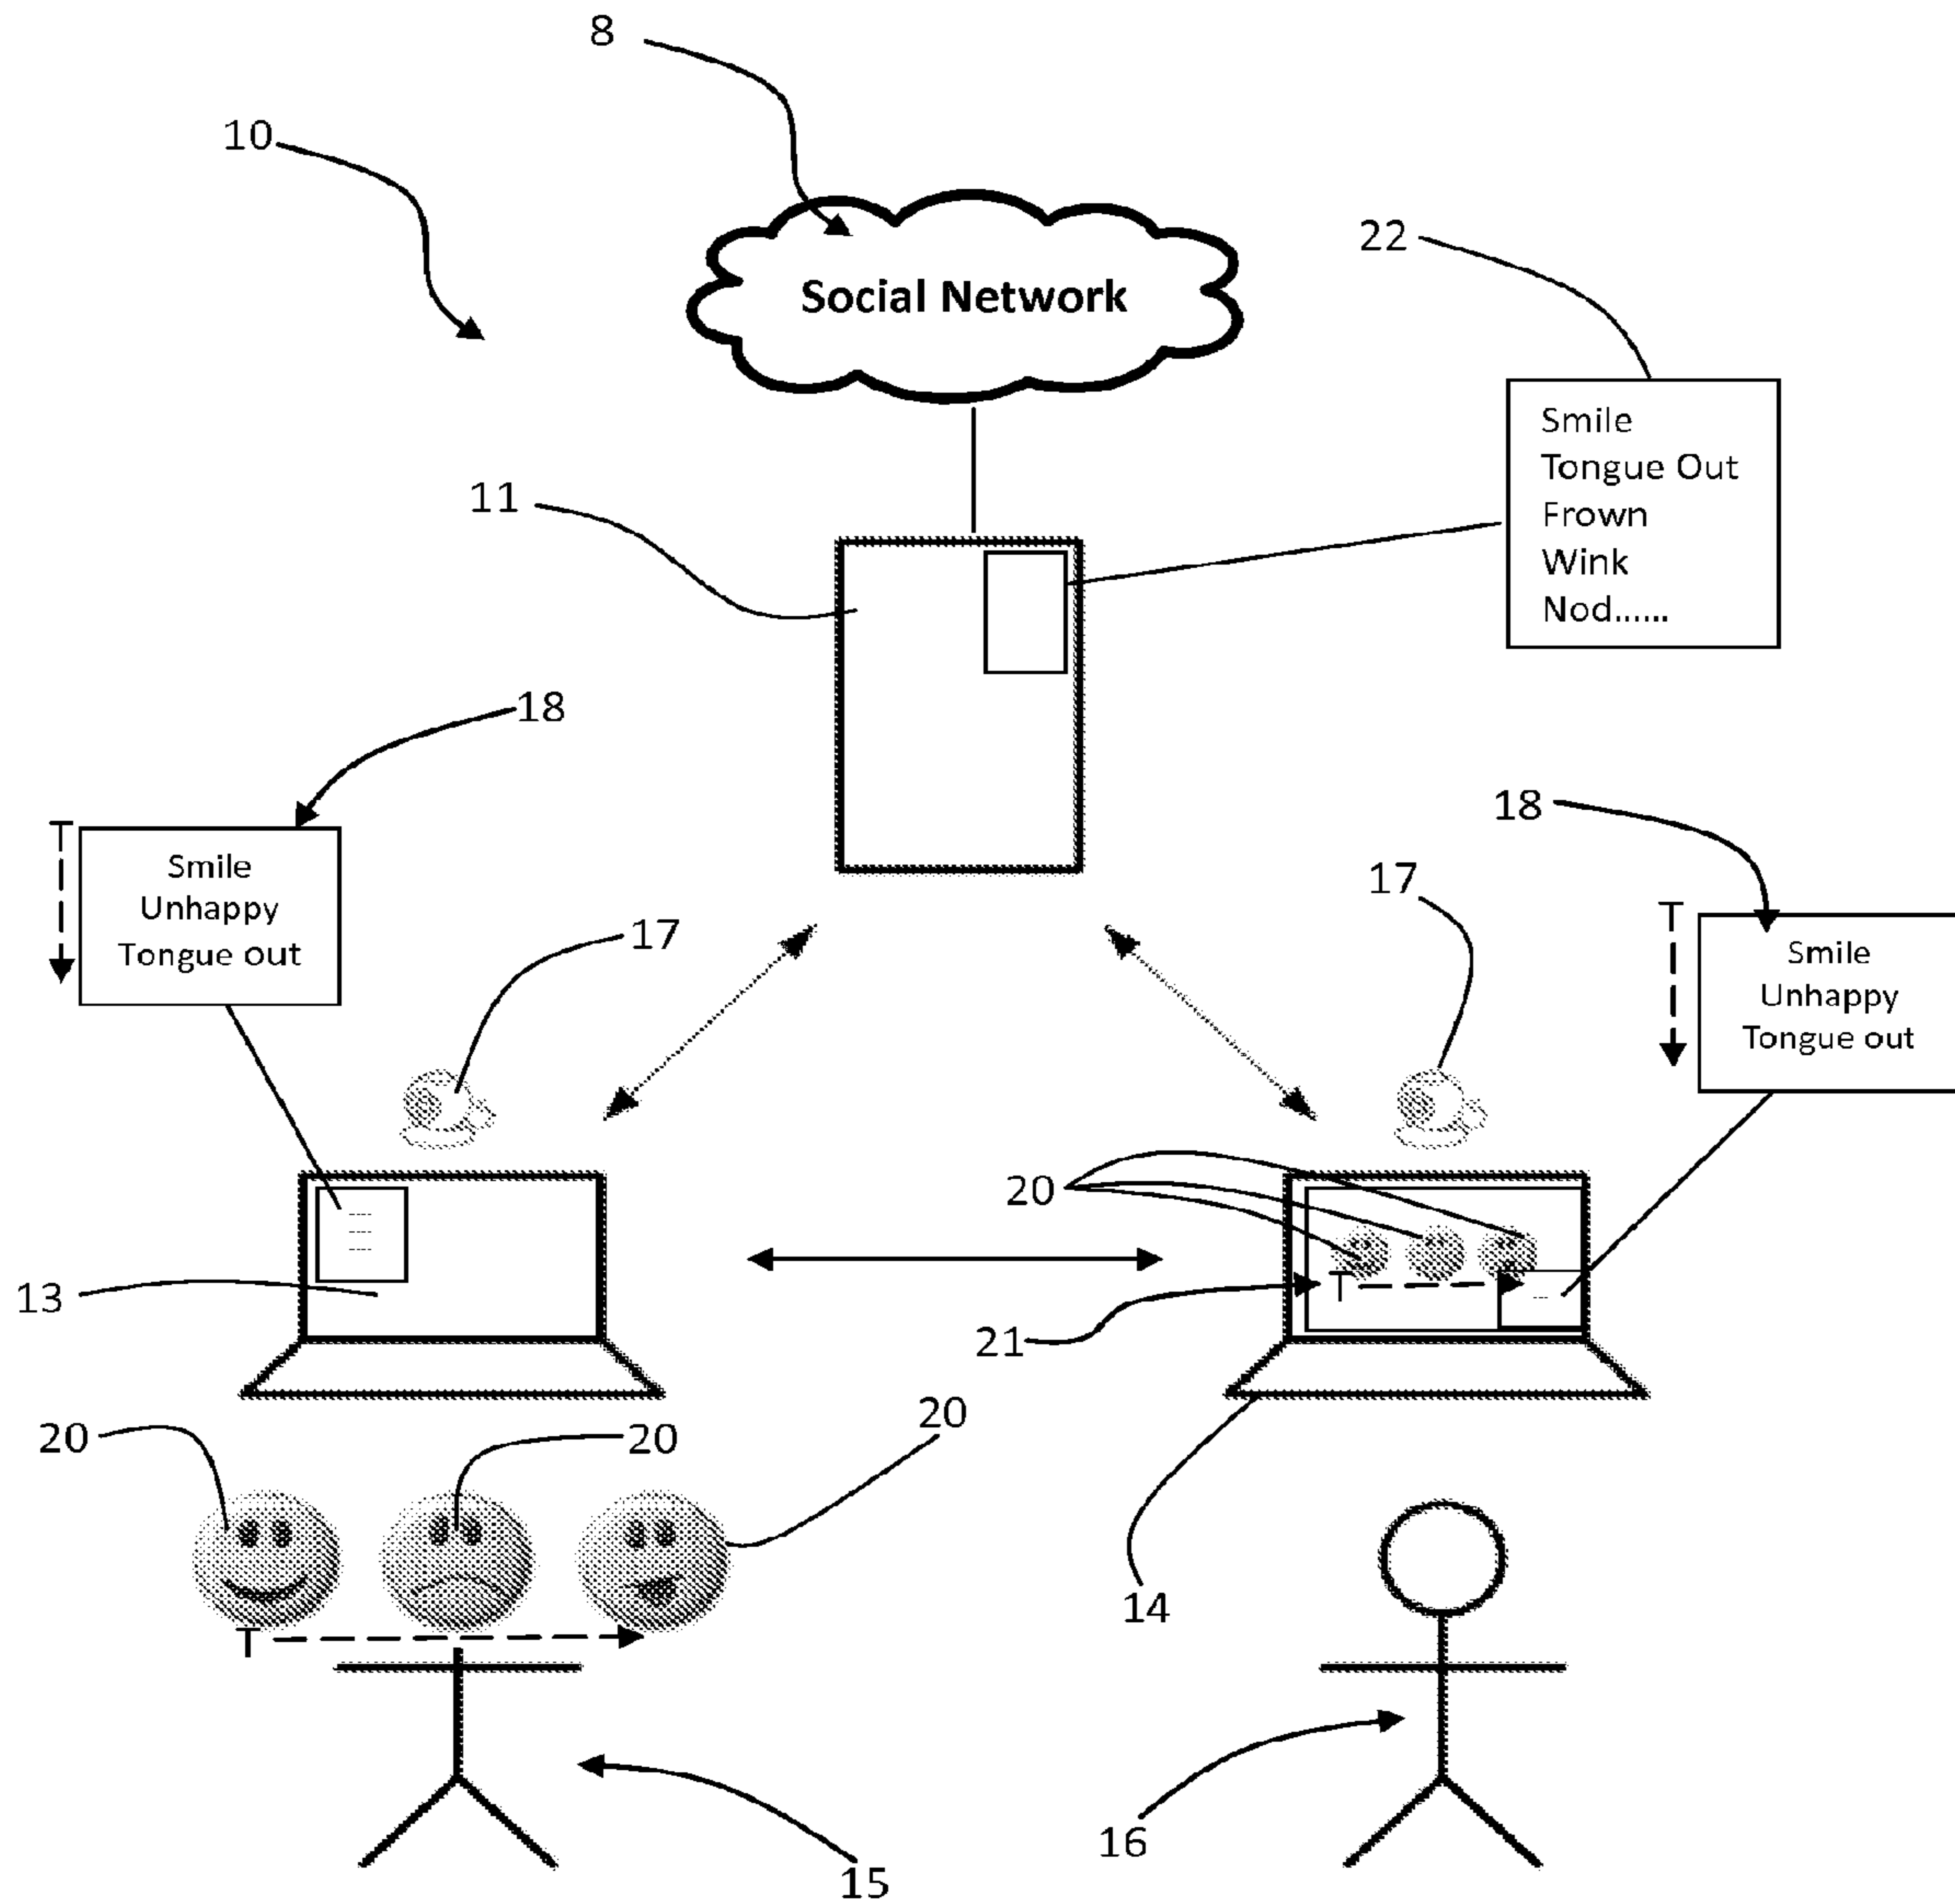 8
10
Social Network
22
Smile
Tongue Out
Frown
Wink
Nod......
11
18
T
Smile
Unhappy
Tongue out
18
T
Smile
Unhappy
Tongue out
17
17
20
13
T
21
20
20
20
T
14
16
15